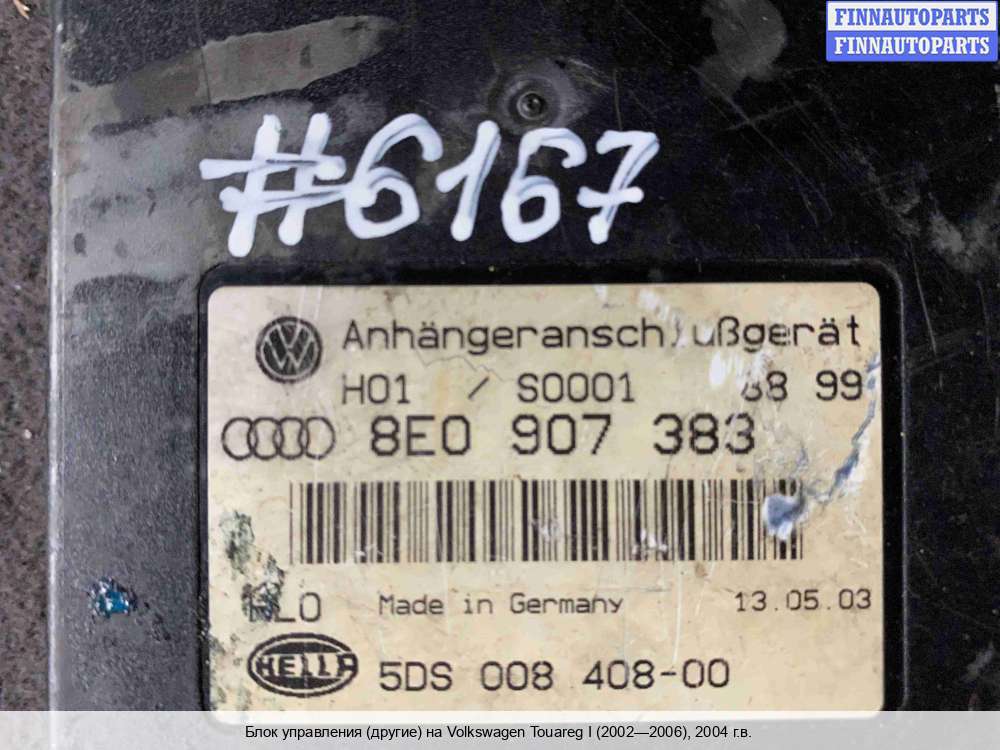 FINNAUTOPARTS
FINNAUTOPARTS
#6167
Anhängeranschlußgerät
H01 / S0001 88 99
8E0 907 383
Made in Germany 13.05.03
HELLA 5DS 008 408-00
Блок управления (другие) на Volkswagen Touareg I (2002—2006), 2004 г.в.